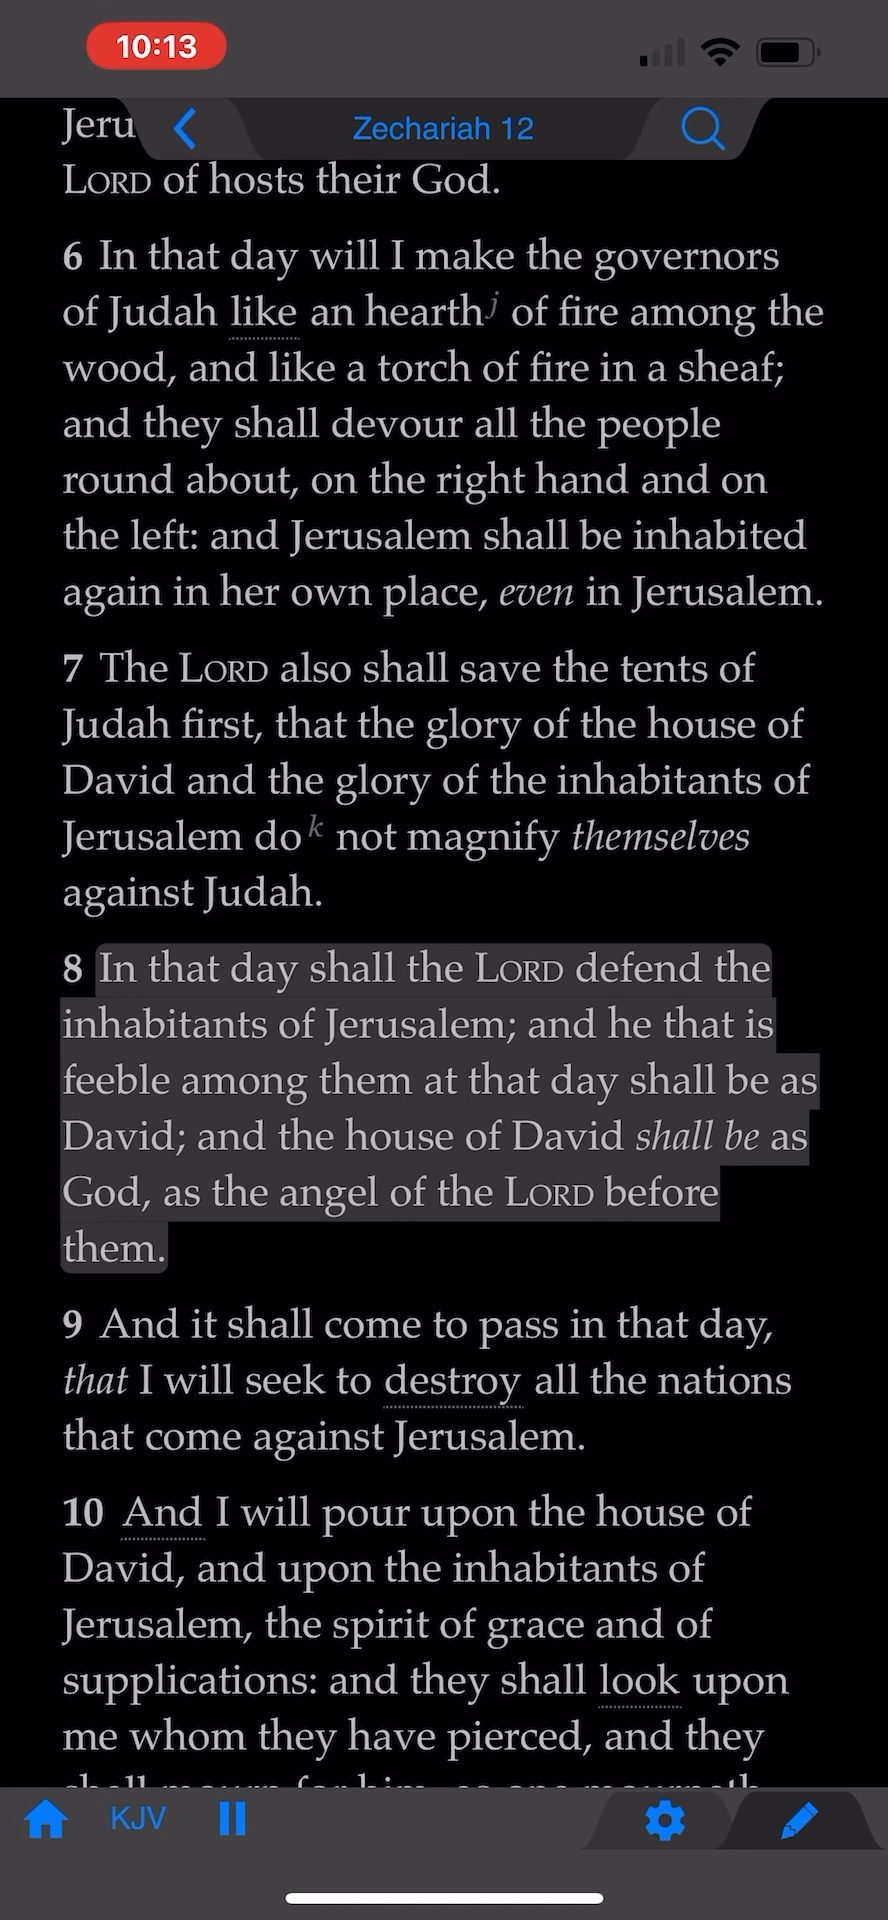 10:13
Jeru
Zechariah 12
LORD of hosts their God.
6 In that day will I make the governors
of Judah like an hearth j of fire among the
wood, and like a torch of fire in a sheaf;
and they shall devour all the people
round about, on the right hand and on
the left: and Jerusalem shall be inhabited
again in her own place, even in Jerusalem.
7 The LORD also shall save the tents of
Judah first, that the glory of the house of
David and the glory of the inhabitants of
Jerusalem do k not magnify themselves
against Judah.
8 In that day shall the LORD defend the
inhabitants of Jerusalem; and he that is
feeble among them at that day shall be as
David; and the house of David shall be as
God, as the angel of the LORD before
them.
9 And it shall come to pass in that day,
that I will seek to destroy all the nations
that come against Jerusalem.
10 And I will pour upon the house of
David, and upon the inhabitants of
Jerusalem, the spirit of grace and of
supplications: and they shall look upon
me whom they have pierced, and they
KJV